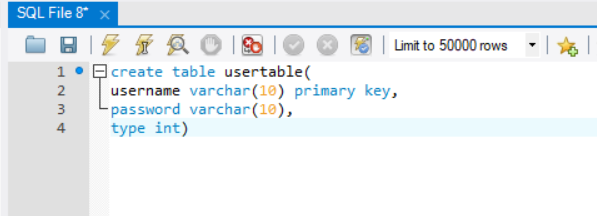 SQL File 8*
Limit to 50000 rows
1 create table usertable(
2 username varchar(10) primary key,
3 password varchar(10),
4 type int)